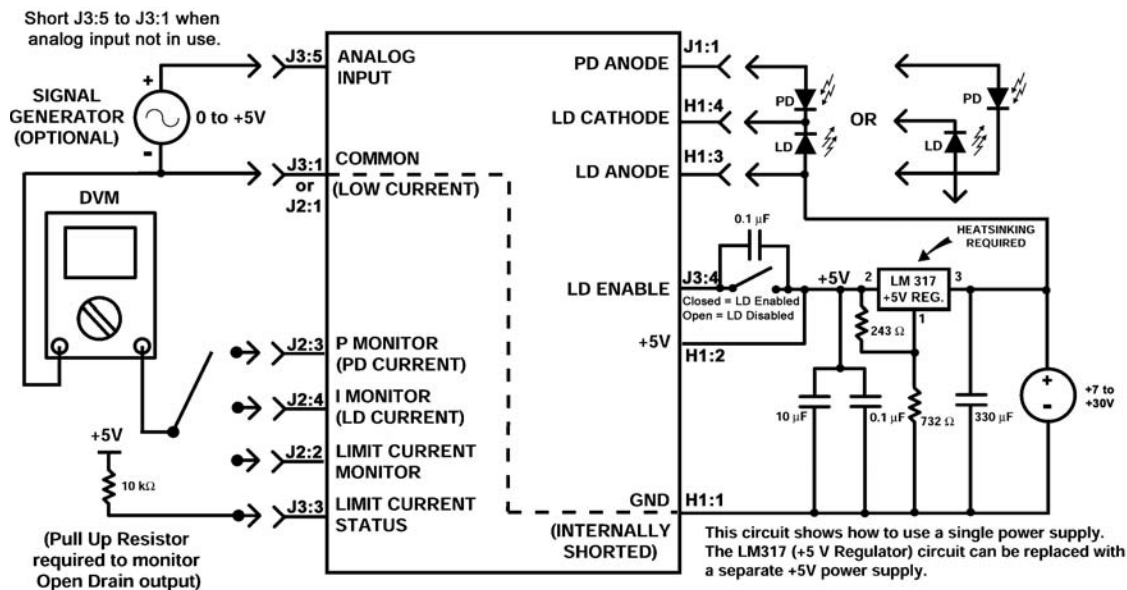 Short J3:5 to J3:1 when
analog input not in use.
+
SIGNAL
GENERATOR
(OPTIONAL)
0 to +5V
-
DVM
+5V
10 kΩ
(Pull Up Resistor
required to monitor
Open Drain output)
J3:5
ANALOG
INPUT
J3:1
or
J2:1
COMMON
(LOW CURRENT)
J2:3
P MONITOR
(PD CURRENT)
J2:4
I MONITOR
(LD CURRENT)
J2:2
LIMIT CURRENT
MONITOR
J3:3
LIMIT CURRENT
STATUS
PD ANODE
J1:1
LD CATHODE
H1:4
LD ANODE
H1:3
LD ENABLE
J3:4
+5V
H1:2
GND
H1:1
(INTERNALLY
SHORTED)
PD
LD
OR
PD
LD
0.1 µF
Closed = LD Enabled
Open = LD Disabled
+5V
HEATSINKING
REQUIRED
2
LM 317
+5V REG.
3
1
243 Ω
10 µF
0.1 µF
732 Ω
330 µF
+
-
+7 to
+30V
This circuit shows how to use a single power supply.
The LM317 (+5 V Regulator) circuit can be replaced with
a separate +5V power supply.